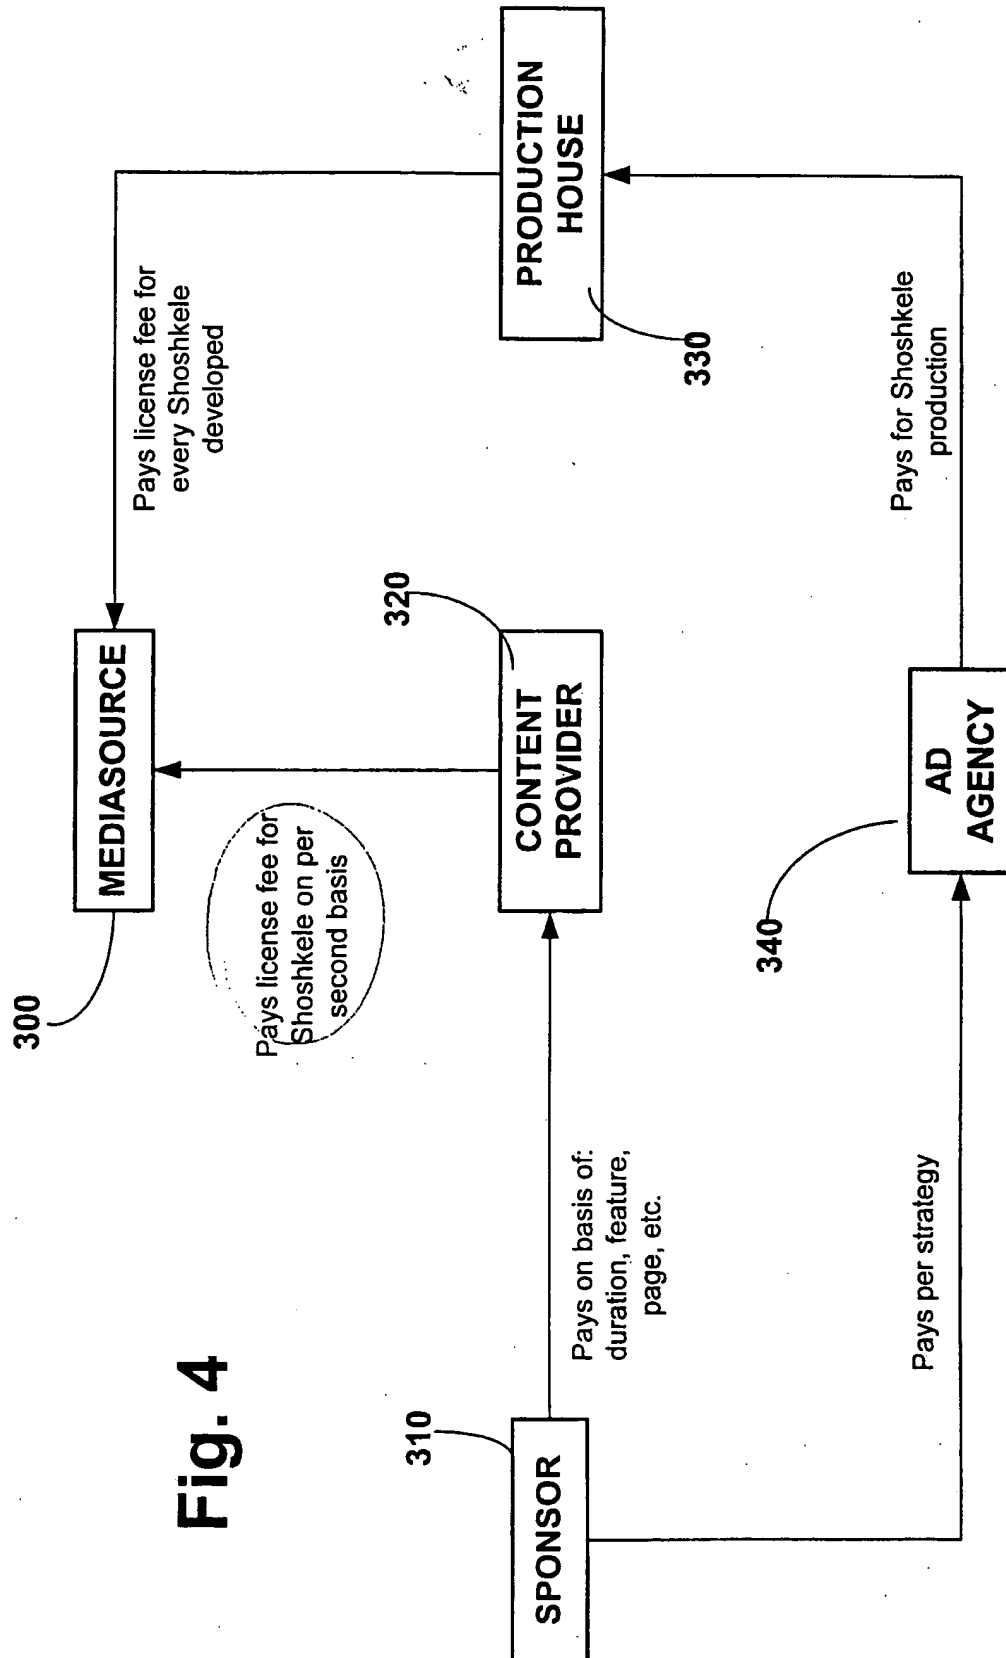 Fig. 4
300
MEDIASOURCE
Pays license fee for
every Shoshkele
developed
Pays license fee for
Shoshkele on per
second basis
310
SPONSOR
Pays on basis of:
duration, feature,
page, etc.
320
CONTENT
PROVIDER
PRODUCTION
HOUSE
330
Pays per strategy
340
AD
AGENCY
Pays for Shoshkele
production